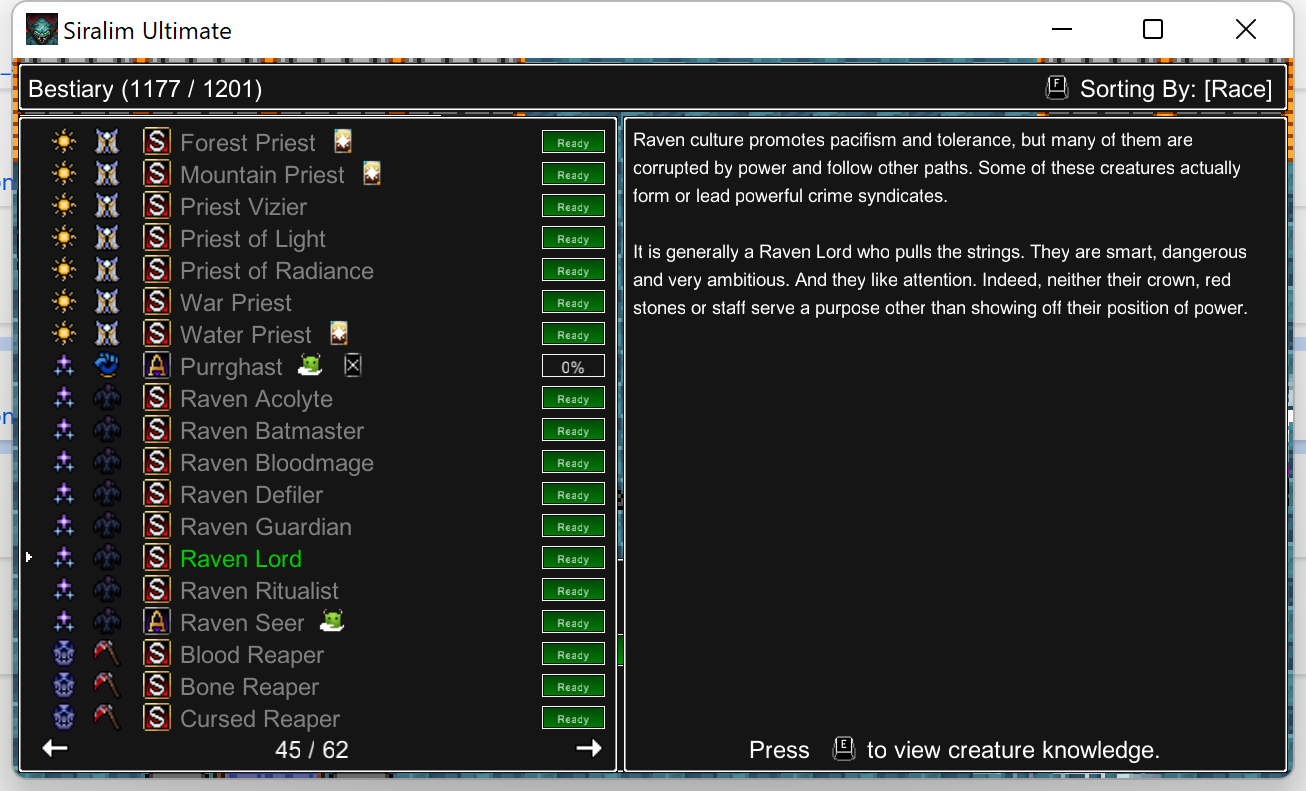 Siralim Ultimate
Bestiary (1177 / 1201)
F Sorting By: [Race]
S Forest Priest Ready
S Mountain Priest Ready
S Priest Vizier Ready
S Priest of Light Ready
S Priest of Radiance Ready
S War Priest Ready
S Water Priest Ready
A Purrghast 0%
S Raven Acolyte Ready
S Raven Batmaster Ready
S Raven Bloodmage Ready
S Raven Defiler Ready
S Raven Guardian Ready
S Raven Lord Ready
S Raven Ritualist Ready
A Raven Seer Ready
S Blood Reaper Ready
S Bone Reaper Ready
S Cursed Reaper Ready
45 / 62
Raven culture promotes pacifism and tolerance, but many of them are
corrupted by power and follow other paths. Some of these creatures actually
form or lead powerful crime syndicates.
It is generally a Raven Lord who pulls the strings. They are smart, dangerous
and very ambitious. And they like attention. Indeed, neither their crown, red
stones or staff serve a purpose other than showing off their position of power.
Press E to view creature knowledge.